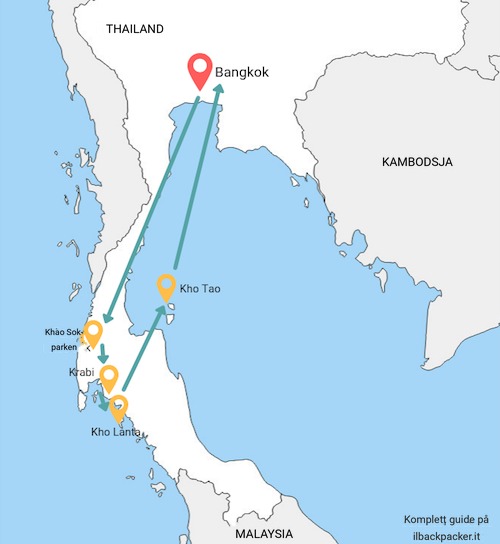 THAILAND
Bangkok
KAMBODSJA
Kho Tao
Khào Sok-
parken
Krabi
Kho Lanta
MALAYSIA
Komplett guide på
ilbackpacker.it